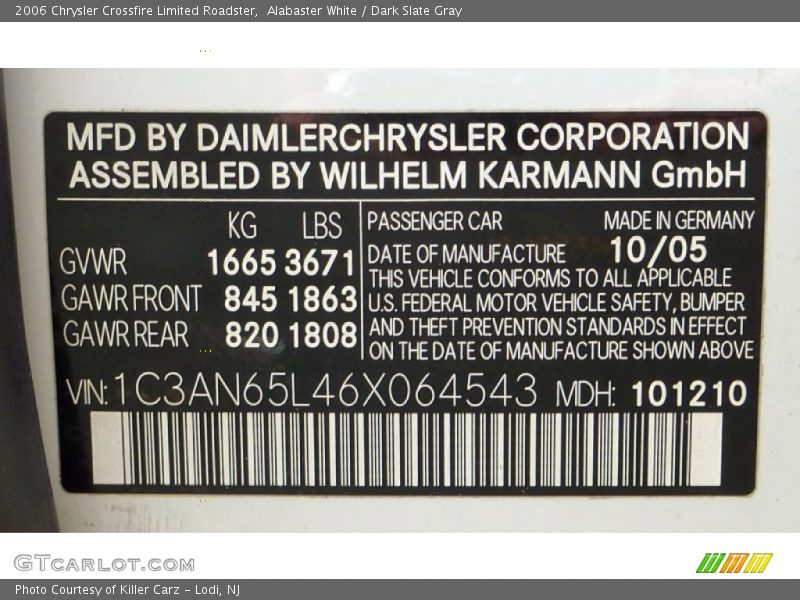 2006 Chrysler Crossfire Limited Roadster,  Alabaster White / Dark Slate Gray
MFD BY DAIMLERCHRYSLER CORPORATION
ASSEMBLED BY WILHELM KARMANN GmbH
KG LBS
GVWR 1665 3671
GAWR FRONT 845 1863
GAWR REAR 820 1808
PASSENGER CAR MADE IN GERMANY
DATE OF MANUFACTURE 10/05
THIS VEHICLE CONFORMS TO ALL APPLICABLE
U.S. FEDERAL MOTOR VEHICLE SAFETY, BUMPER
AND THEFT PREVENTION STANDARDS IN EFFECT
ON THE DATE OF MANUFACTURE SHOWN ABOVE
VIN: 1C3AN65L46X064543 MDH: 101210
GTCARLOT.COM
Photo Courtesy of Killer Carz - Lodi, NJ